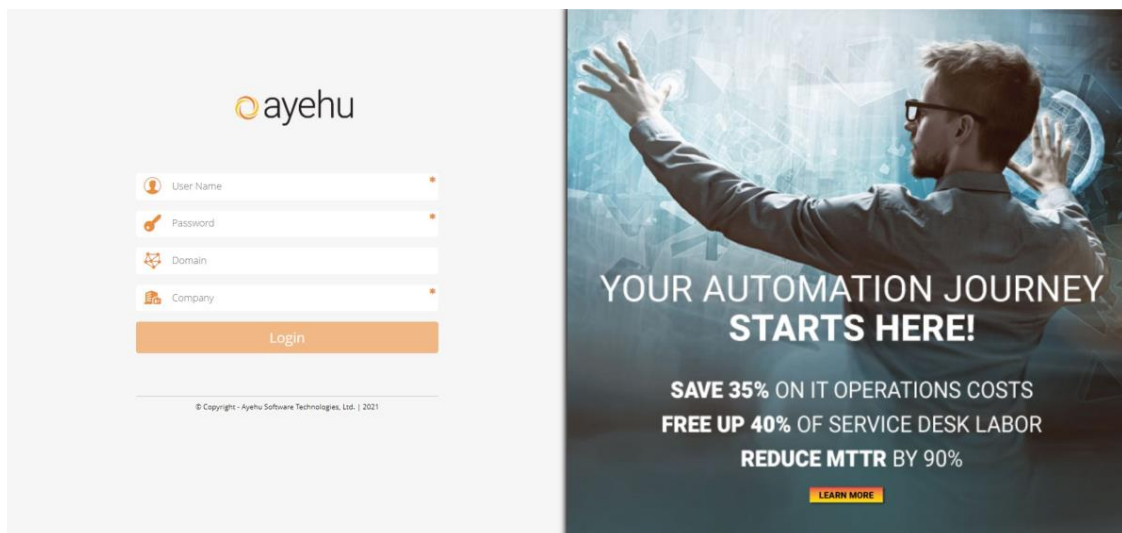 ayehu
User Name *
Password *
Domain
Company *
Login
© Copyright - Ayehu Software Technologies, Ltd. | 2021
YOUR AUTOMATION JOURNEY
STARTS HERE!
SAVE 35% ON IT OPERATIONS COSTS
FREE UP 40% OF SERVICE DESK LABOR
REDUCE MTTR BY 90%
LEARN MORE